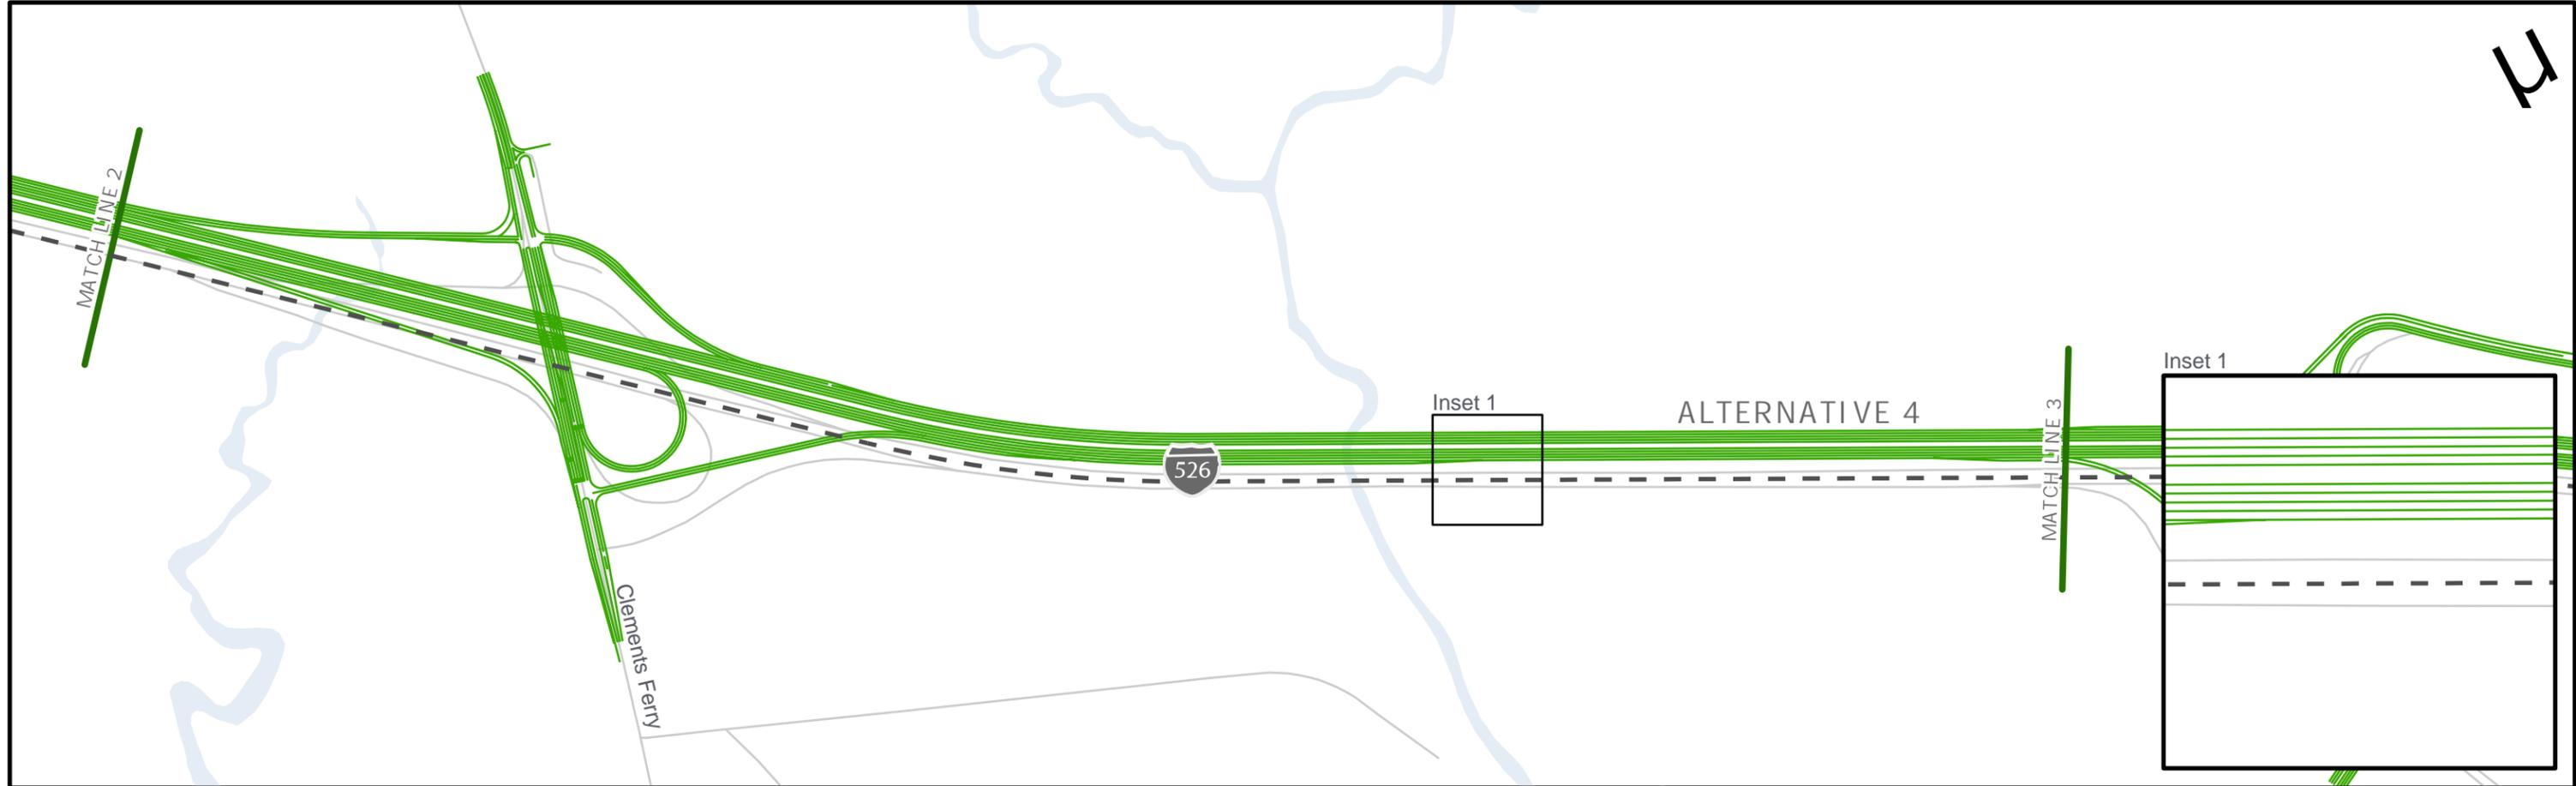 µ
MATCH LINE 2
Inset 1
Inset 1
ALTERNATIVE 4
MATCH LINE 3
526
Clements Ferry